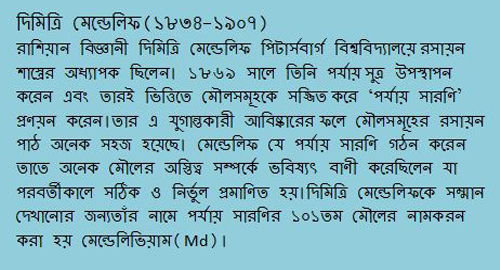 দিমিত্রি মেন্ডেলিফ(১৮৩৪-১৯০৭)
রাশিয়ান বিজ্ঞানী দিমিত্রি মেন্ডেলিফ পিটার্সবার্গ বিশ্ববিদ্যালয়ে রসায়ন
শাস্ত্রের অধ্যাপক ছিলেন। ১৮৬৯ সালে তিনি পর্যায় সূত্র উপস্থাপন
করেন এবং তারই ভিত্তিতে মৌলসমূহকে সজ্জিত করে ‘পর্যায় সারণি’
প্রণয়ন করেন।তার এ যুগান্তকারী আবিষ্কারের ফলে মৌলসমূহের রসায়ন
পাঠ অনেক সহজ হয়েছে। মেন্ডেলিফ যে পর্যায় সারণি গঠন করেন
তাতে অনেক মৌলের অস্তিত্ব সম্পর্কে ভবিষ্যৎ বাণী করেছিলেন যা
পরবর্তীকালে সঠিক ও নির্ভুল প্রমাণিত হয়।দিমিত্রি মেন্ডেলিফকে সম্মান
দেখানোর জন্যতাঁর নামে পর্যায় সারণির ১০১তম মৌলের নামকরন
করা হয় মেন্ডেলিভিয়াম(Md)।